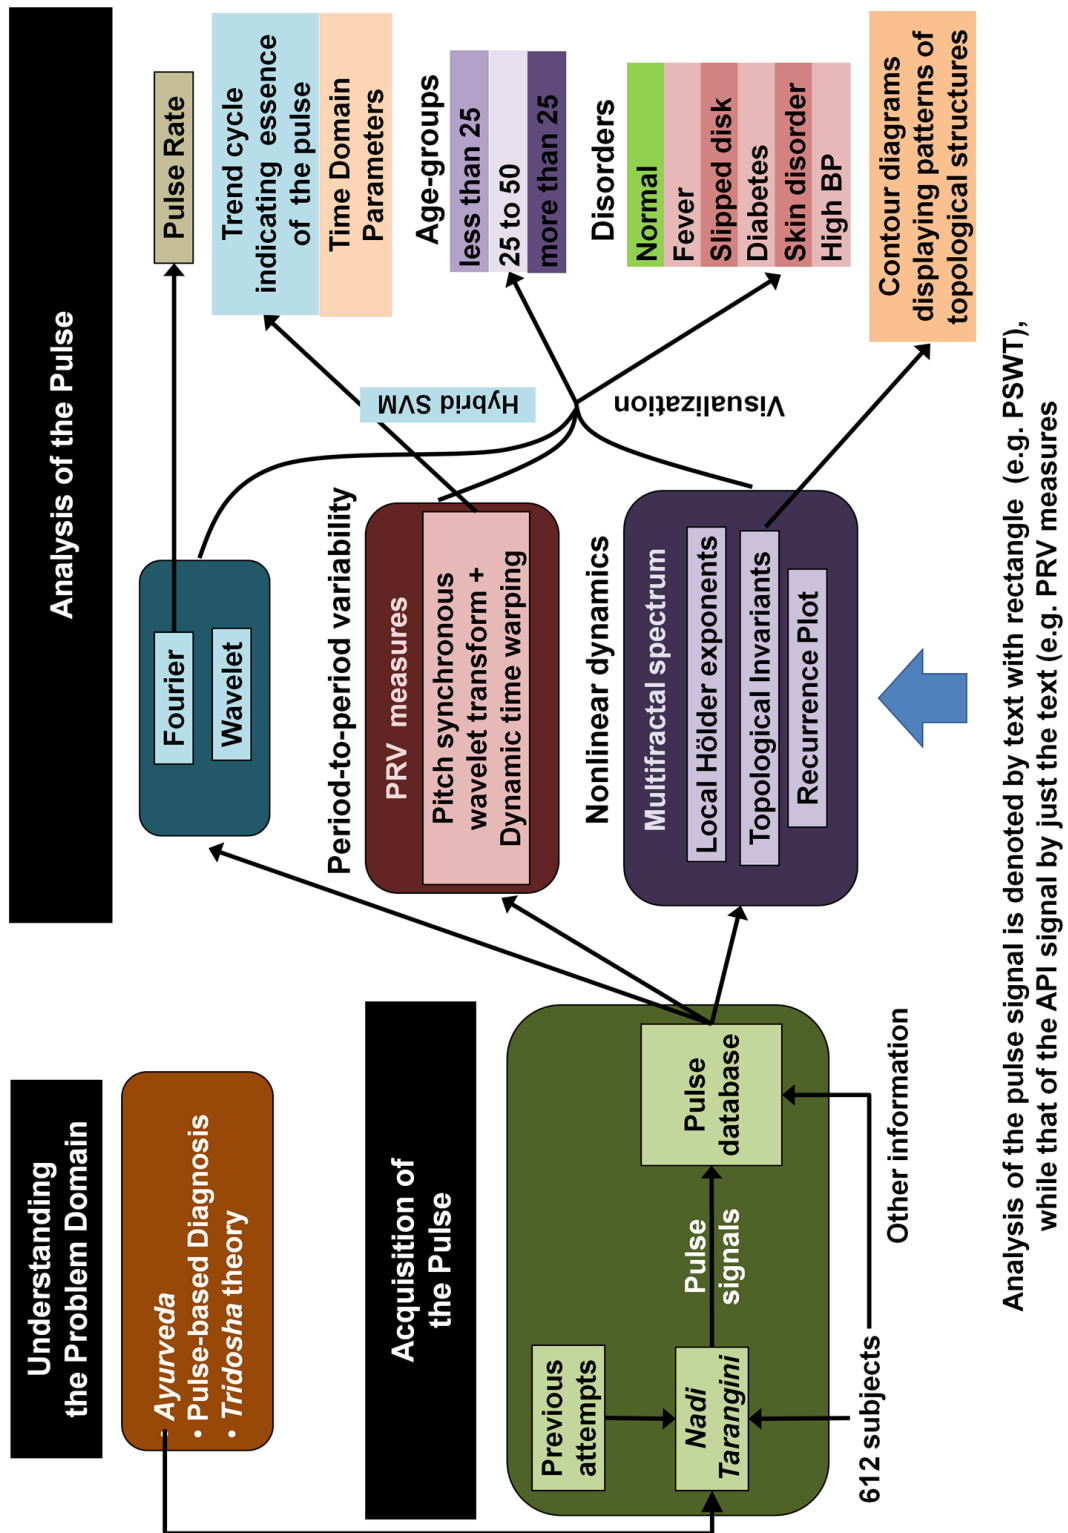 Understanding
the Problem Domain
• Ayurveda
• Pulse-based Diagnosis
• Tridosha theory
Acquisition of
the Pulse
Previous
attempts
Nadi
Tarangini
Pulse
signals
Pulse
database
612 subjects
Other information
Analysis of the Pulse
Fourier
Wavelet
Period-to-period variability
PRV measures
Pitch synchronous
wavelet transform +
Dynamic time warping
Nonlinear dynamics
Multifractal spectrum
Local Hölder exponents
Topological Invariants
Recurrence Plot
Hybrid SVM
Visualization
Pulse Rate
Trend cycle
indicating essence
of the pulse
Time Domain
Parameters
Age-groups
less than 25
25 to 50
more than 25
Disorders
Normal
Fever
Slipped disk
Diabetes
Skin disorder
High BP
Contour diagrams
displaying patterns of
topological structures
Analysis of the pulse signal is denoted by text with rectangle (e.g. PSWT),
while that of the API signal by just the text (e.g. PRV measures